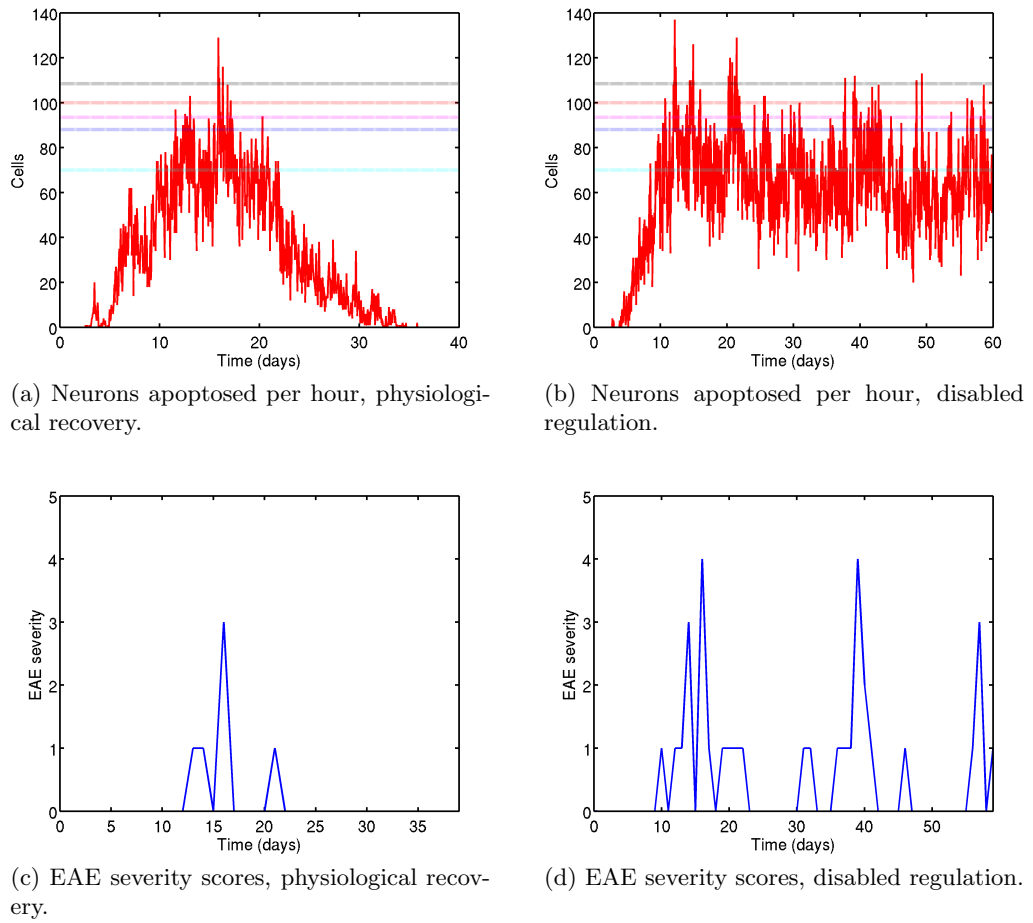 140
120
100
80
60
40
20
0
Cells
0 10 20 30 40
Time (days)
(a) Neurons apoptosed per hour, physiologi-
cal recovery.
140
120
100
80
60
40
20
0
Cells
0 10 20 30 40 50 60
Time (days)
(b) Neurons apoptosed per hour, disabled
regulation.
5
4
3
2
1
0
EAE severity
0 5 10 15 20 25 30 35
Time (days)
(c) EAE severity scores, physiological recov-
ery.
5
4
3
2
1
0
EAE severity
0 10 20 30 40 50
Time (days)
(d) EAE severity scores, disabled regulation.